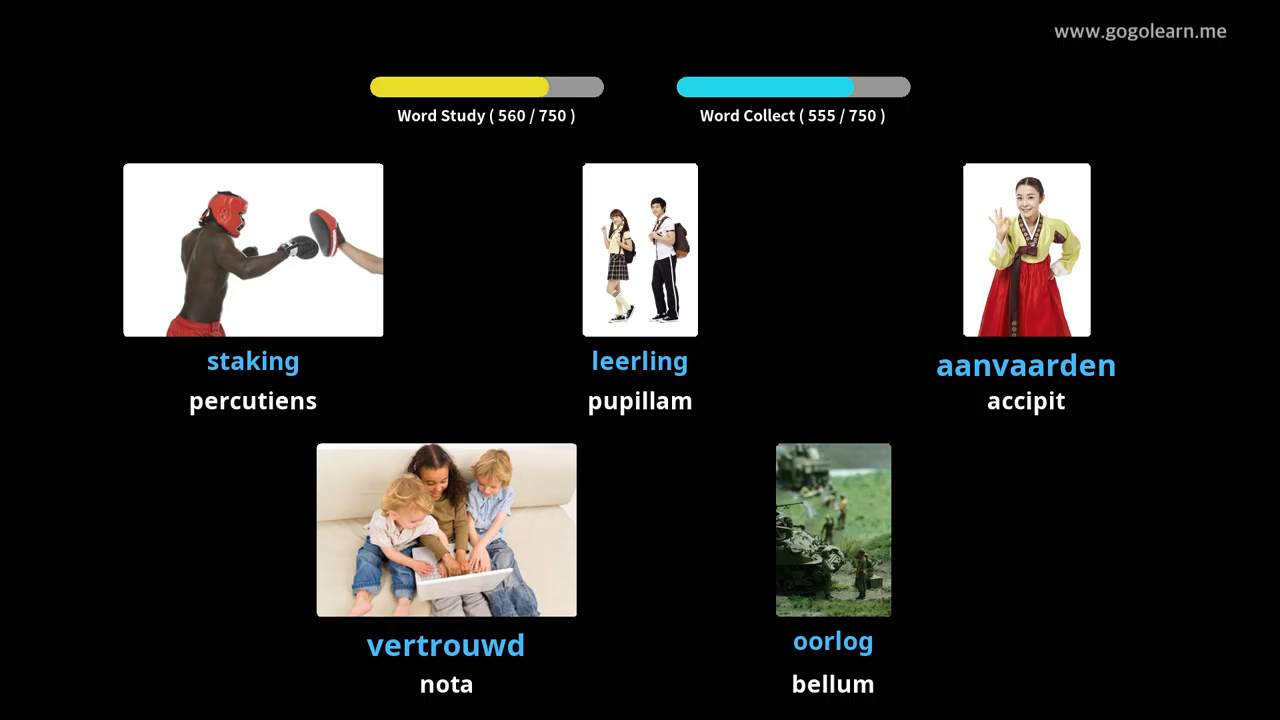 www.gogolearn.me
Word Study ( 560 / 750 )
Word Collect ( 555 / 750 )
staking
percutiens
leerling
pupillam
aanvaarden
accipit
vertrouwd
nota
oorlog
bellum